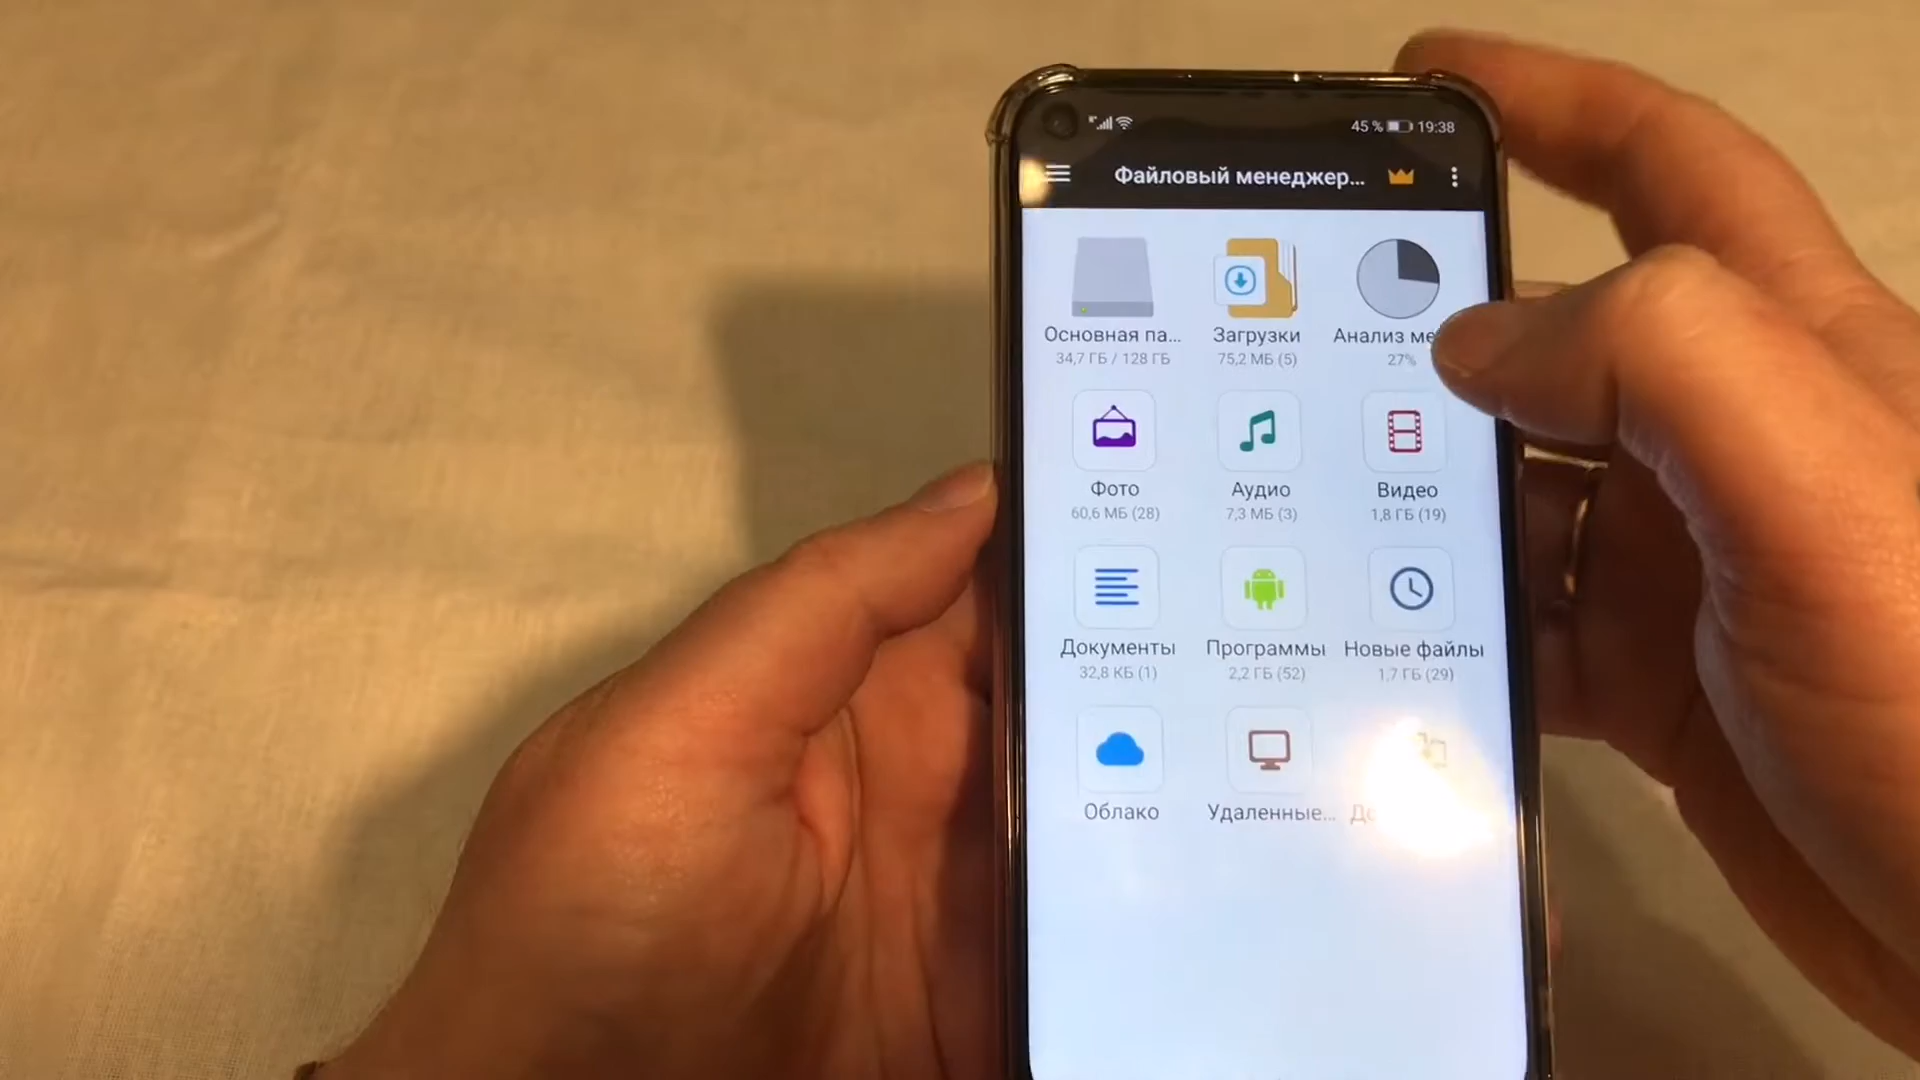 45 % 19:38
Файловый менеджер...
Основная па... Загрузки Анализ
34,7 ГБ / 128 ГБ 75,2 МБ (5) 27%
Фото Аудио Видео
60,6 МБ (28) 7,3 МБ (3) 1,8 ГБ (19)
Документы Программы Новые файлы
32,8 КБ (1) 2,2 ГБ (52) 1,7 ГБ (29)
Облако Удаленные...